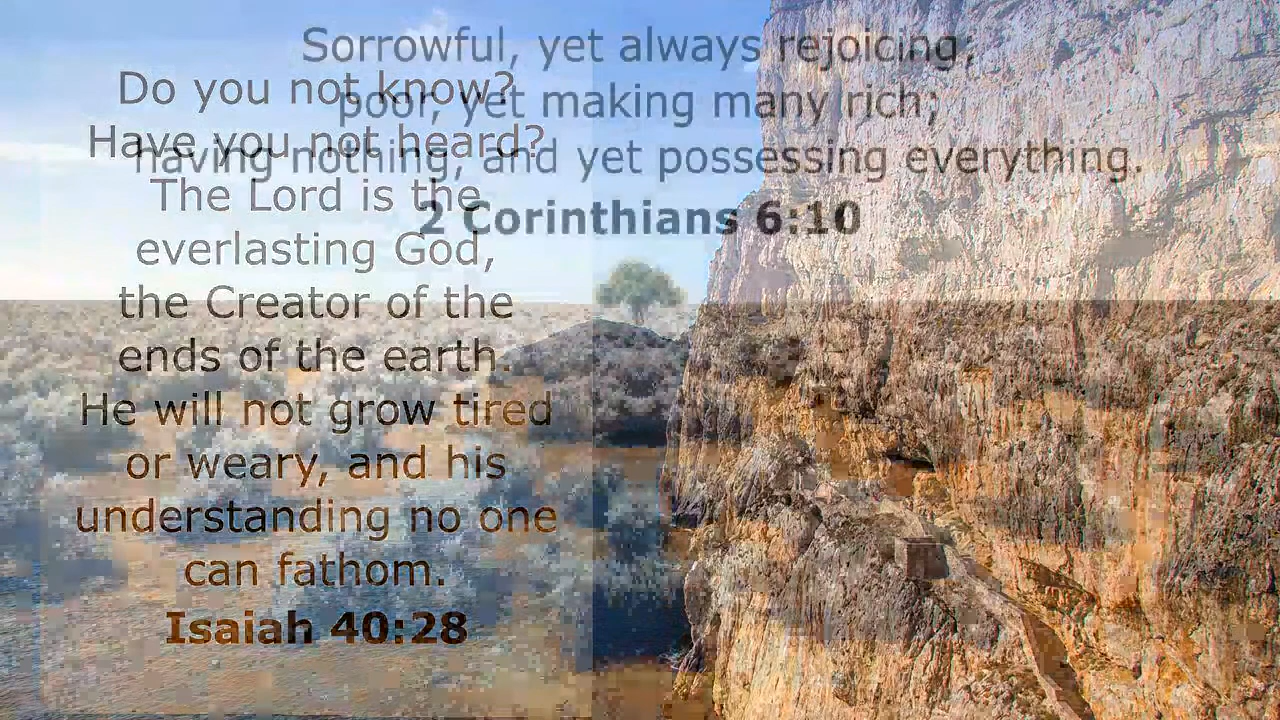 Sorrowful, yet always rejoicing;
poor, yet making many rich;
having nothing, and yet possessing everything.
2 Corinthians 6:10
Do you not know?
Have you not heard?
The Lord is the
everlasting God,
the Creator of the
ends of the earth.
He will not grow tired
or weary, and his
understanding no one
can fathom.
Isaiah 40:28